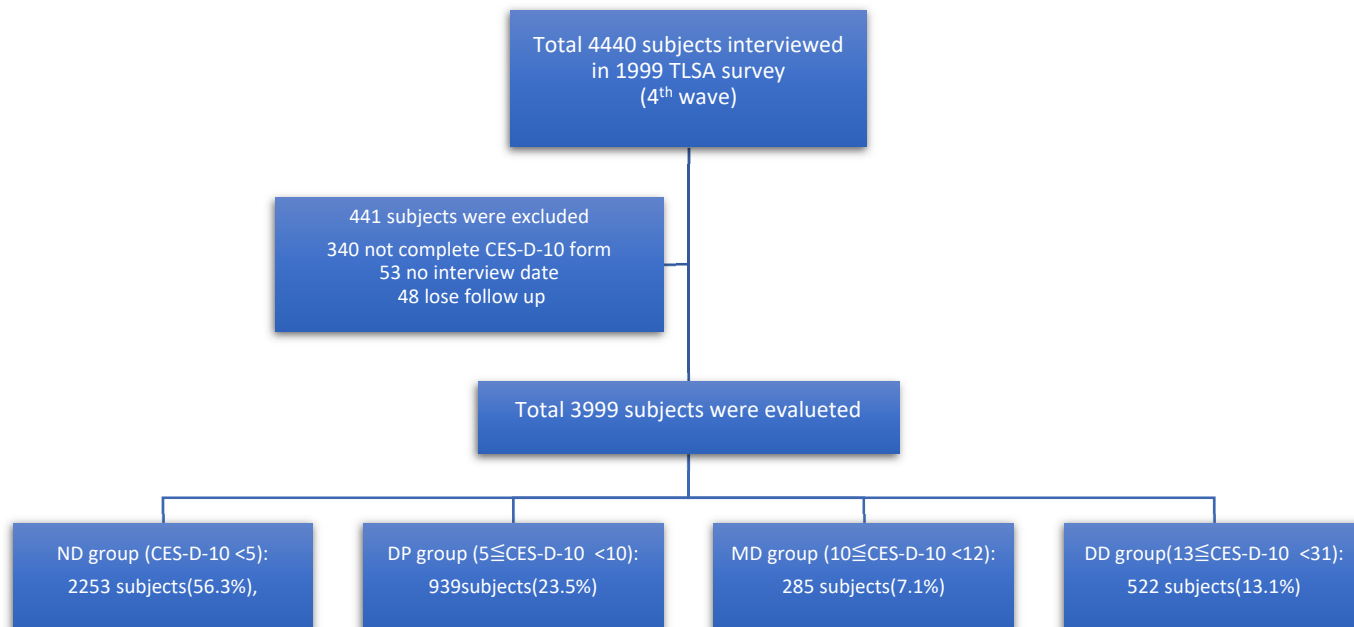 Total 4440 subjects interviewed
in 1999 TLSA survey
(4th wave)
441 subjects were excluded
340 not complete CES-D-10 form
53 no interview date
48 lose follow up
Total 3999 subjects were evalueted
ND group (CES-D-10 <5):
2253 subjects(56.3%),
DP group (5≦CES-D-10 <10):
939subjects(23.5%)
MD group (10≦CES-D-10 <12):
285 subjects(7.1%)
DD group(13≦CES-D-10 <31):
522 subjects(13.1%)